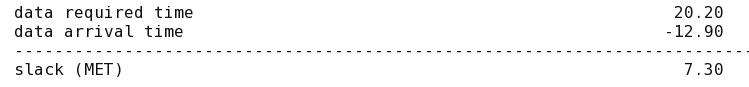 data required time                                                20.20
data arrival time                                                -12.90
--------------------------------------------------------------------------
slack (MET)                                                        7.30